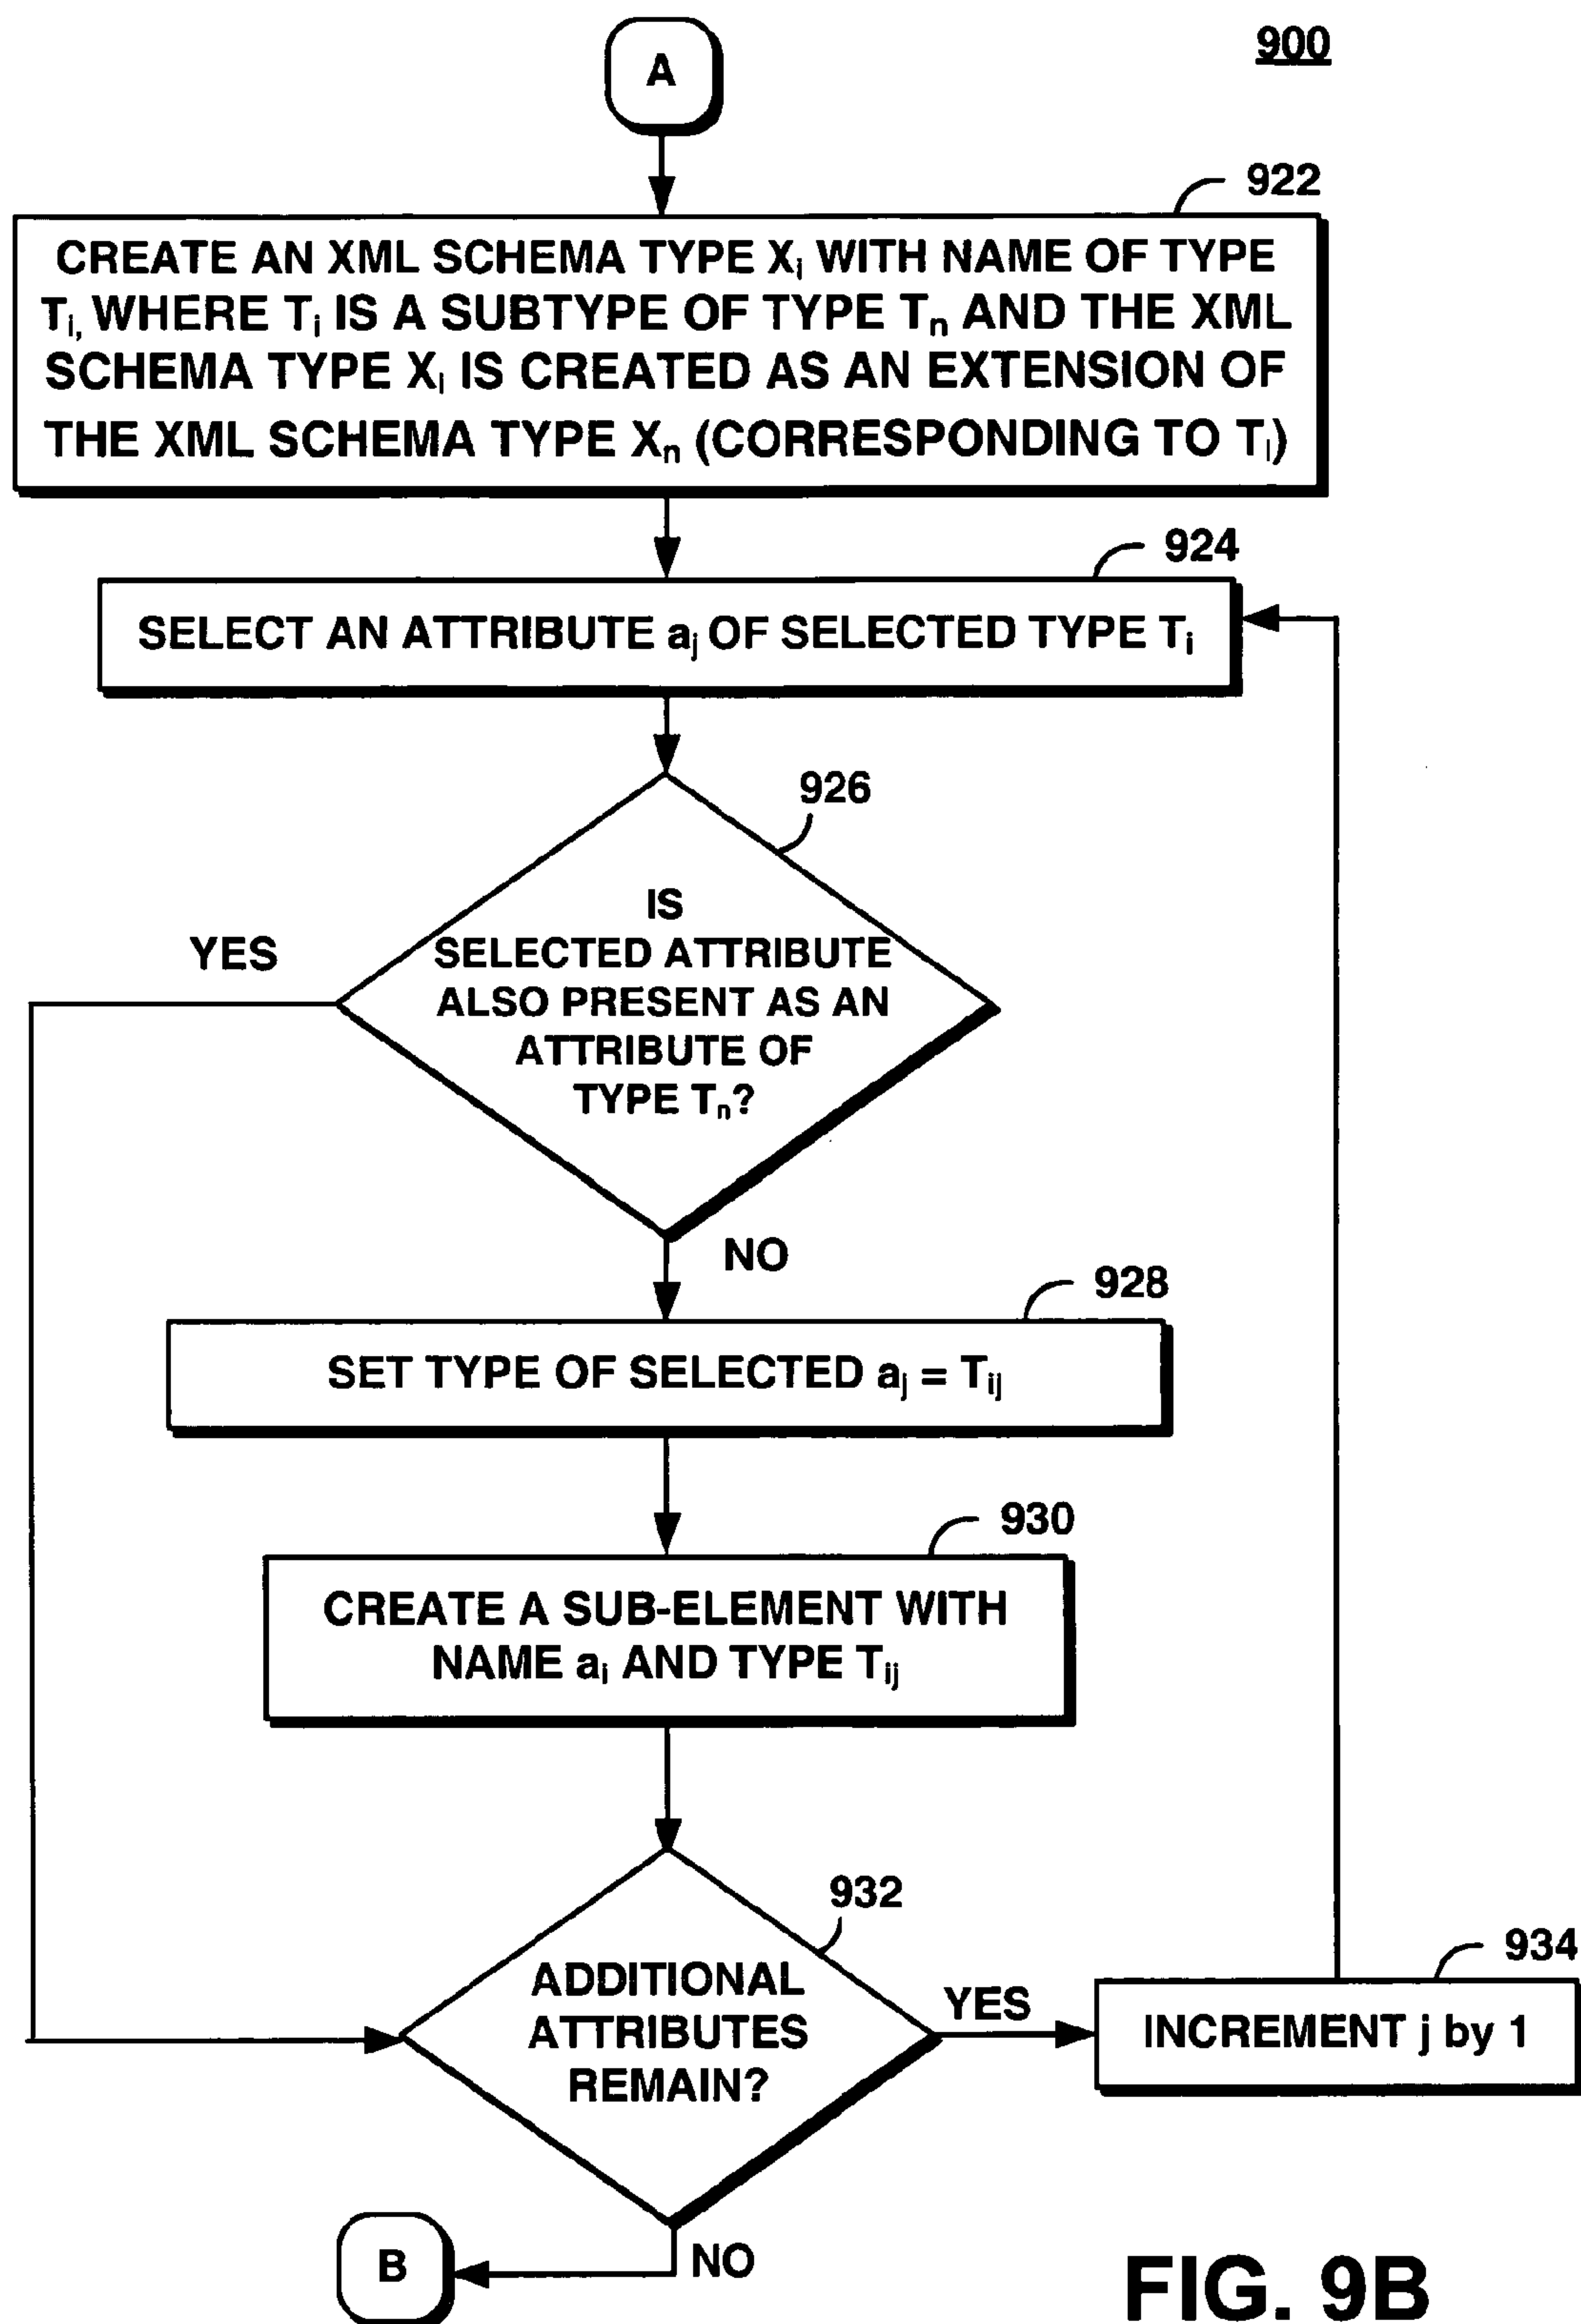 900
A
922
CREATE AN XML SCHEMA TYPE Xi WITH NAME OF TYPE
Ti, WHERE Ti IS A SUBTYPE OF TYPE Tn AND THE XML
SCHEMA TYPE Xi IS CREATED AS AN EXTENSION OF
THE XML SCHEMA TYPE Xn (CORRESPONDING TO Ti)
924
SELECT AN ATTRIBUTE aj OF SELECTED TYPE Ti
926
IS
SELECTED ATTRIBUTE
ALSO PRESENT AS AN
ATTRIBUTE OF
TYPE Tn?
YES
NO
928
SET TYPE OF SELECTED aj = Tij
930
CREATE A SUB-ELEMENT WITH
NAME ai AND TYPE Tij
932
ADDITIONAL
ATTRIBUTES
REMAIN?
YES
934
INCREMENT j by 1
NO
B
FIG. 9B